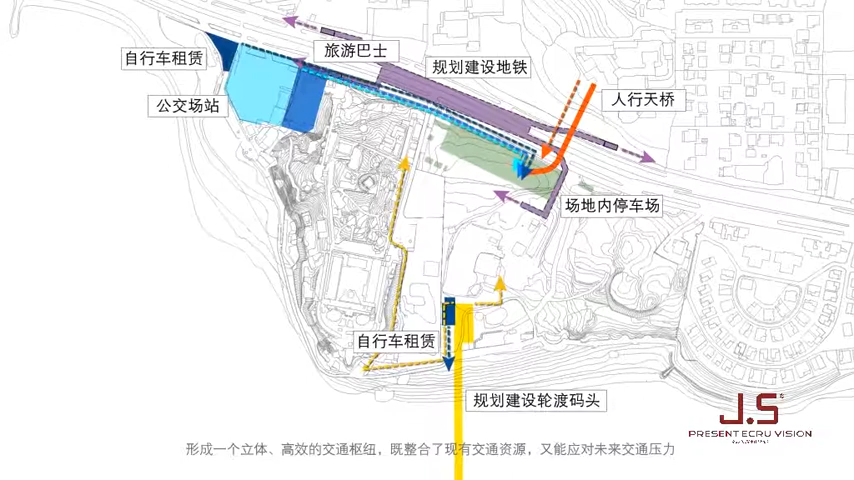 旅游巴士
自行车租赁
规划建设地铁
公交场站
人行天桥
场地内停车场
自行车租赁
规划建设轮渡码头
J.S
PRESENT ECRU VISION
形成一个立体、高效的交通枢纽，既整合了现有交通资源，又能应对未来交通压力